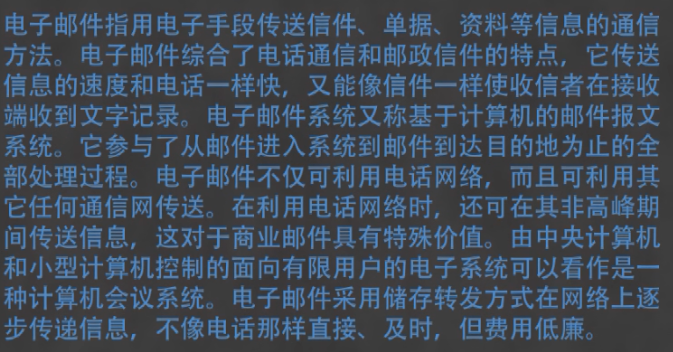 电子邮件指用电子手段传送信件、单据、资料等信息的通信
方法。电子邮件综合了电话通信和邮政信件的特点，它传送
信息的速度和电话一样快，又能像信件一样使收信者在接收
端收到文字记录。电子邮件系统又称基于计算机的邮件报文
系统。它参与了从邮件进入系统到邮件到达目的地为止的全
部处理过程。电子邮件不仅可利用电话网络，而且可利用其
它任何通信网传送。在利用电话网络时，还可在其非高峰期
间传送信息，这对于商业邮件具有特殊价值。由中央计算机
和小型计算机控制的面向有限用户的电子系统可以看作是一
种计算机会议系统。电子邮件采用储存转发方式在网络上逐
步传递信息，不像电话那样直接、及时，但费用低廉。